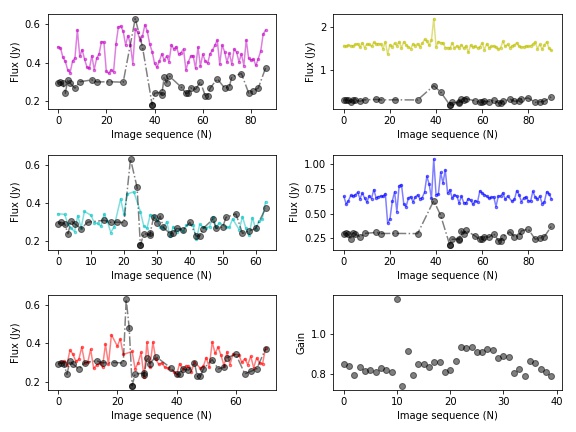 0.6
0.4
0.2
Flux (Jy)
0 20 40 60 80
Image sequence (N)
2
1
Flux (Jy)
0 20 40 60 80
Image sequence (N)
0.6
0.4
0.2
Flux (Jy)
0 10 20 30 40 50 60
Image sequence (N)
1.00
0.75
0.50
0.25
Flux (Jy)
0 20 40 60 80
Image sequence (N)
0.6
0.4
0.2
Flux (Jy)
0 20 40 60
Image sequence (N)
1.0
0.8
Gain
0 10 20 30 40
Image sequence (N)